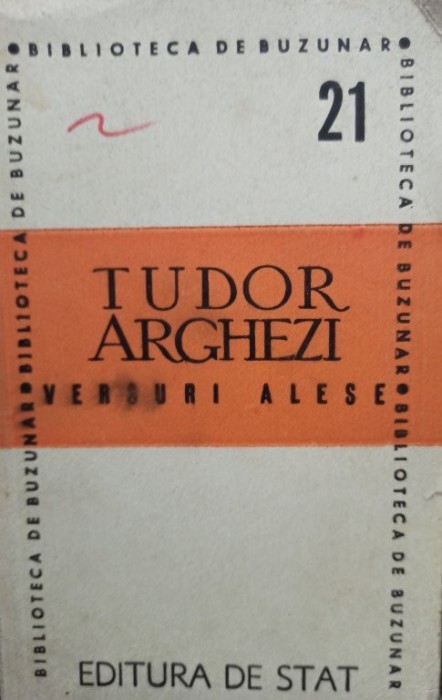 ● BIBLIOTECA DE BUZUNAR ●
21
TUDOR
ARGHEZI
VERSURI ALESE
EDITURA DE STAT
BIBLIOTECA DE BUZUNAR ● BIBLIOTECA DE BUZUNAR
BIBLIOTECA DE BUZUNAR ● BIBLIOTECA DE BUZUNAR